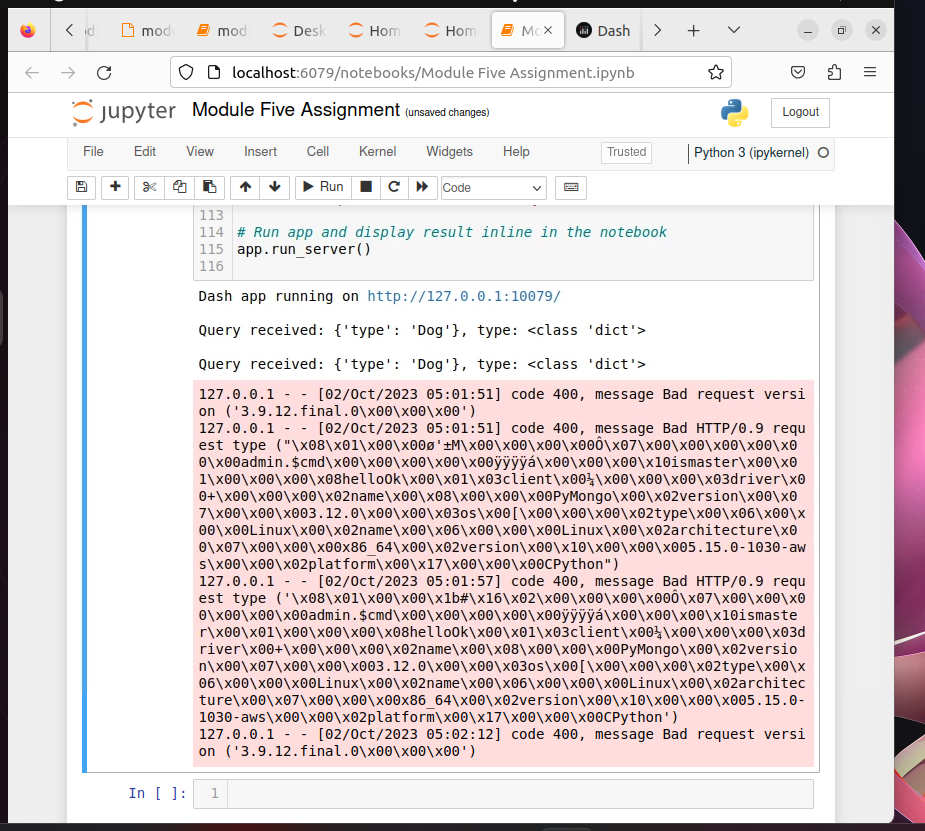 mod
mod
Desk
Hom
Hom
Mo
Dash
localhost:6079/notebooks/Module Five Assignment.ipynb
jupyter Module Five Assignment (unsaved changes)
Logout
File Edit View Insert Cell Kernel Widgets Help
Trusted
Python 3 (ipykernel)
Run
Code
113
114 # Run app and display result inline in the notebook
115 app.run_server()
116
Dash app running on http://127.0.0.1:10079/
Query received: {'type': 'Dog'}, type: <class 'dict'>
Query received: {'type': 'Dog'}, type: <class 'dict'>
127.0.0.1 - - [02/Oct/2023 05:01:51] code 400, message Bad request versi
on ('3.9.12.final.0\x00\x00\x00')
127.0.0.1 - - [02/Oct/2023 05:01:51] code 400, message Bad HTTP/0.9 requ
est type ("\x08\x01\x00\x00ø'±M\x00\x00\x00\x00Ô\x07\x00\x00\x00\x00\x0
0\x00admin.$cmd\x00\x00\x00\x00\x00ÿÿÿÿá\x00\x00\x00\x10ismaster\x00\x0
1\x00\x00\x00\x08helloOk\x00\x01\x03client\x00¼\x00\x00\x00\x03driver\x0
0+\x00\x00\x00\x02name\x00\x08\x00\x00\x00PyMongo\x00\x02version\x00\x0
7\x00\x00\x003.12.0\x00\x00\x03os\x00[\x00\x00\x00\x02type\x00\x06\x00\x
00\x00Linux\x00\x02name\x00\x06\x00\x00\x00Linux\x00\x02architecture\x0
0\x07\x00\x00\x00x86_64\x00\x02version\x00\x10\x00\x00\x005.15.0-1030-aw
s\x00\x00\x02platform\x00\x17\x00\x00\x00CPython")
127.0.0.1 - - [02/Oct/2023 05:01:57] code 400, message Bad HTTP/0.9 requ
est type ('\x08\x01\x00\x00\x1b#\x16\x02\x00\x00\x00\x00Ô\x07\x00\x00\x0
0\x00\x00\x00admin.$cmd\x00\x00\x00\x00\x00ÿÿÿÿá\x00\x00\x00\x10ismaste
r\x00\x01\x00\x00\x00\x08helloOk\x00\x01\x03client\x00¼\x00\x00\x00\x03d
river\x00+\x00\x00\x00\x02name\x00\x08\x00\x00\x00PyMongo\x00\x02versio
n\x00\x07\x00\x00\x003.12.0\x00\x00\x03os\x00[\x00\x00\x00\x02type\x00\x
06\x00\x00\x00Linux\x00\x02name\x00\x06\x00\x00\x00Linux\x00\x02architec
ture\x00\x07\x00\x00\x00x86_64\x00\x02version\x00\x10\x00\x00\x005.15.0-
1030-aws\x00\x00\x02platform\x00\x17\x00\x00\x00CPython')
127.0.0.1 - - [02/Oct/2023 05:02:12] code 400, message Bad request versi
on ('3.9.12.final.0\x00\x00\x00')
In [ ]: 1